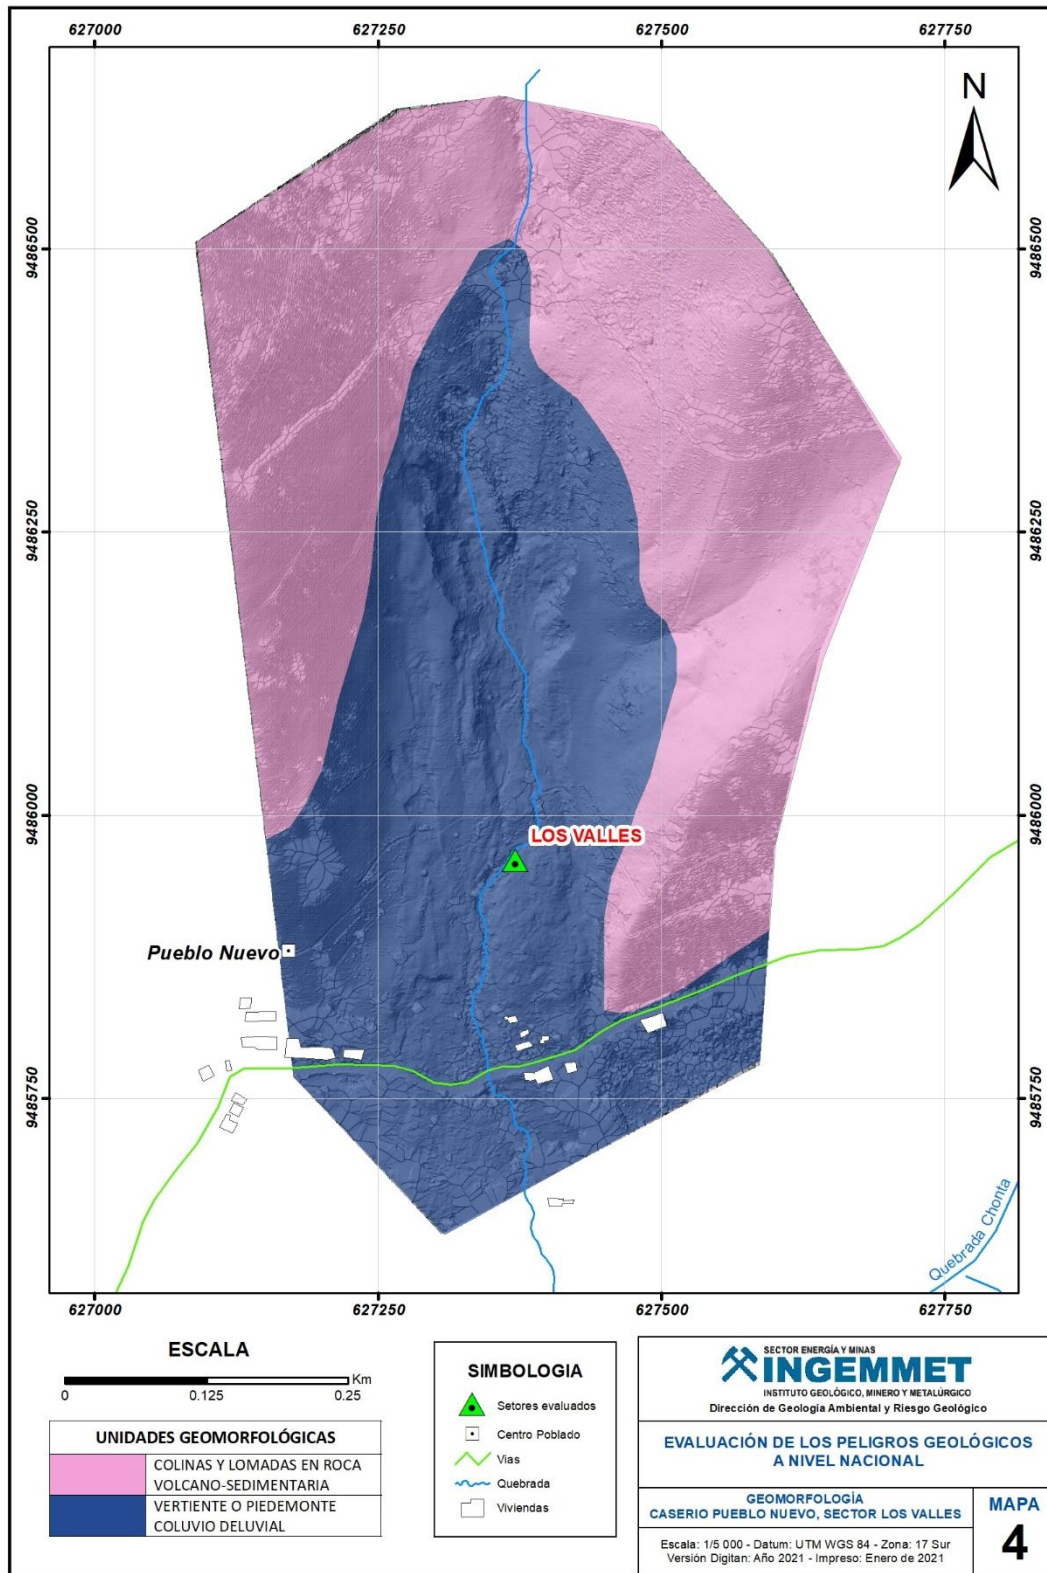 627000
627250
627500
627750
N
9486500
9486500
9486250
9486250
9486000
9486000
LOS VALLES
Pueblo Nuevo
9485750
9485750
Quebrada Chonta
627000
627250
627500
627750
ESCALA
Km
0
0.125
0.25
UNIDADES GEOMORFOLÓGICAS
COLINAS Y LOMADAS EN ROCA
VOLCANO-SEDIMENTARIA
VERTIENTE O PIEDEMONTE
COLUVIO DELUVIAL
SIMBOLOGIA
Setores evaluados
Centro Poblado
Vias
Quebrada
Viviendas
SECTOR ENERGÍA Y MINAS
INGEMMET
INSTITUTO GEOLÓGICO, MINERO Y METALÚRGICO
Dirección de Geología Ambiental y Riesgo Geológico
EVALUACIÓN DE LOS PELIGROS GEOLÓGICOS
A NIVEL NACIONAL
GEOMORFOLOGÍA
CASERIO PUEBLO NUEVO, SECTOR LOS VALLES
Escala: 1/5 000 - Datum: UTM WGS 84 - Zona: 17 Sur
Versión Digitan: Año 2021 - Impreso: Enero de 2021
MAPA
4